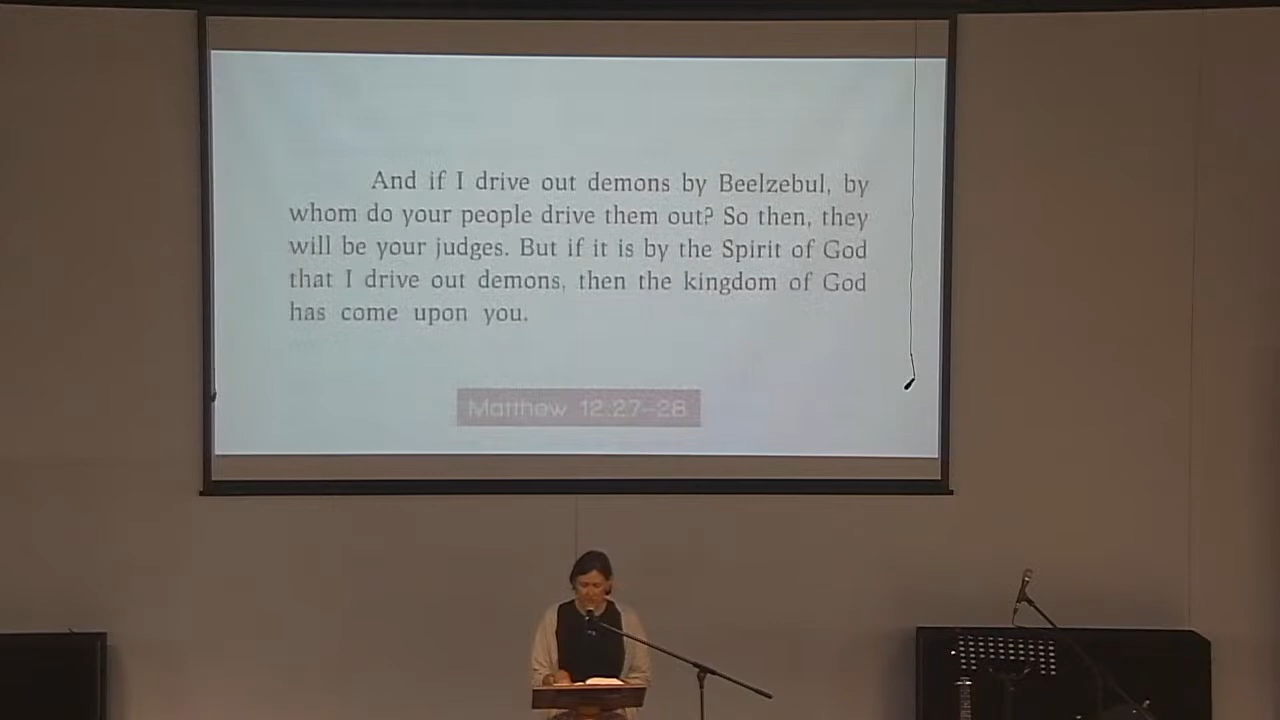 And if I drive out demons by Beelzebul, by
whom do your people drive them out? So then, they
will be your judges. But if it is by the Spirit of God
that I drive out demons, then the kingdom of God
has come upon you.
Matthew 12:27–28